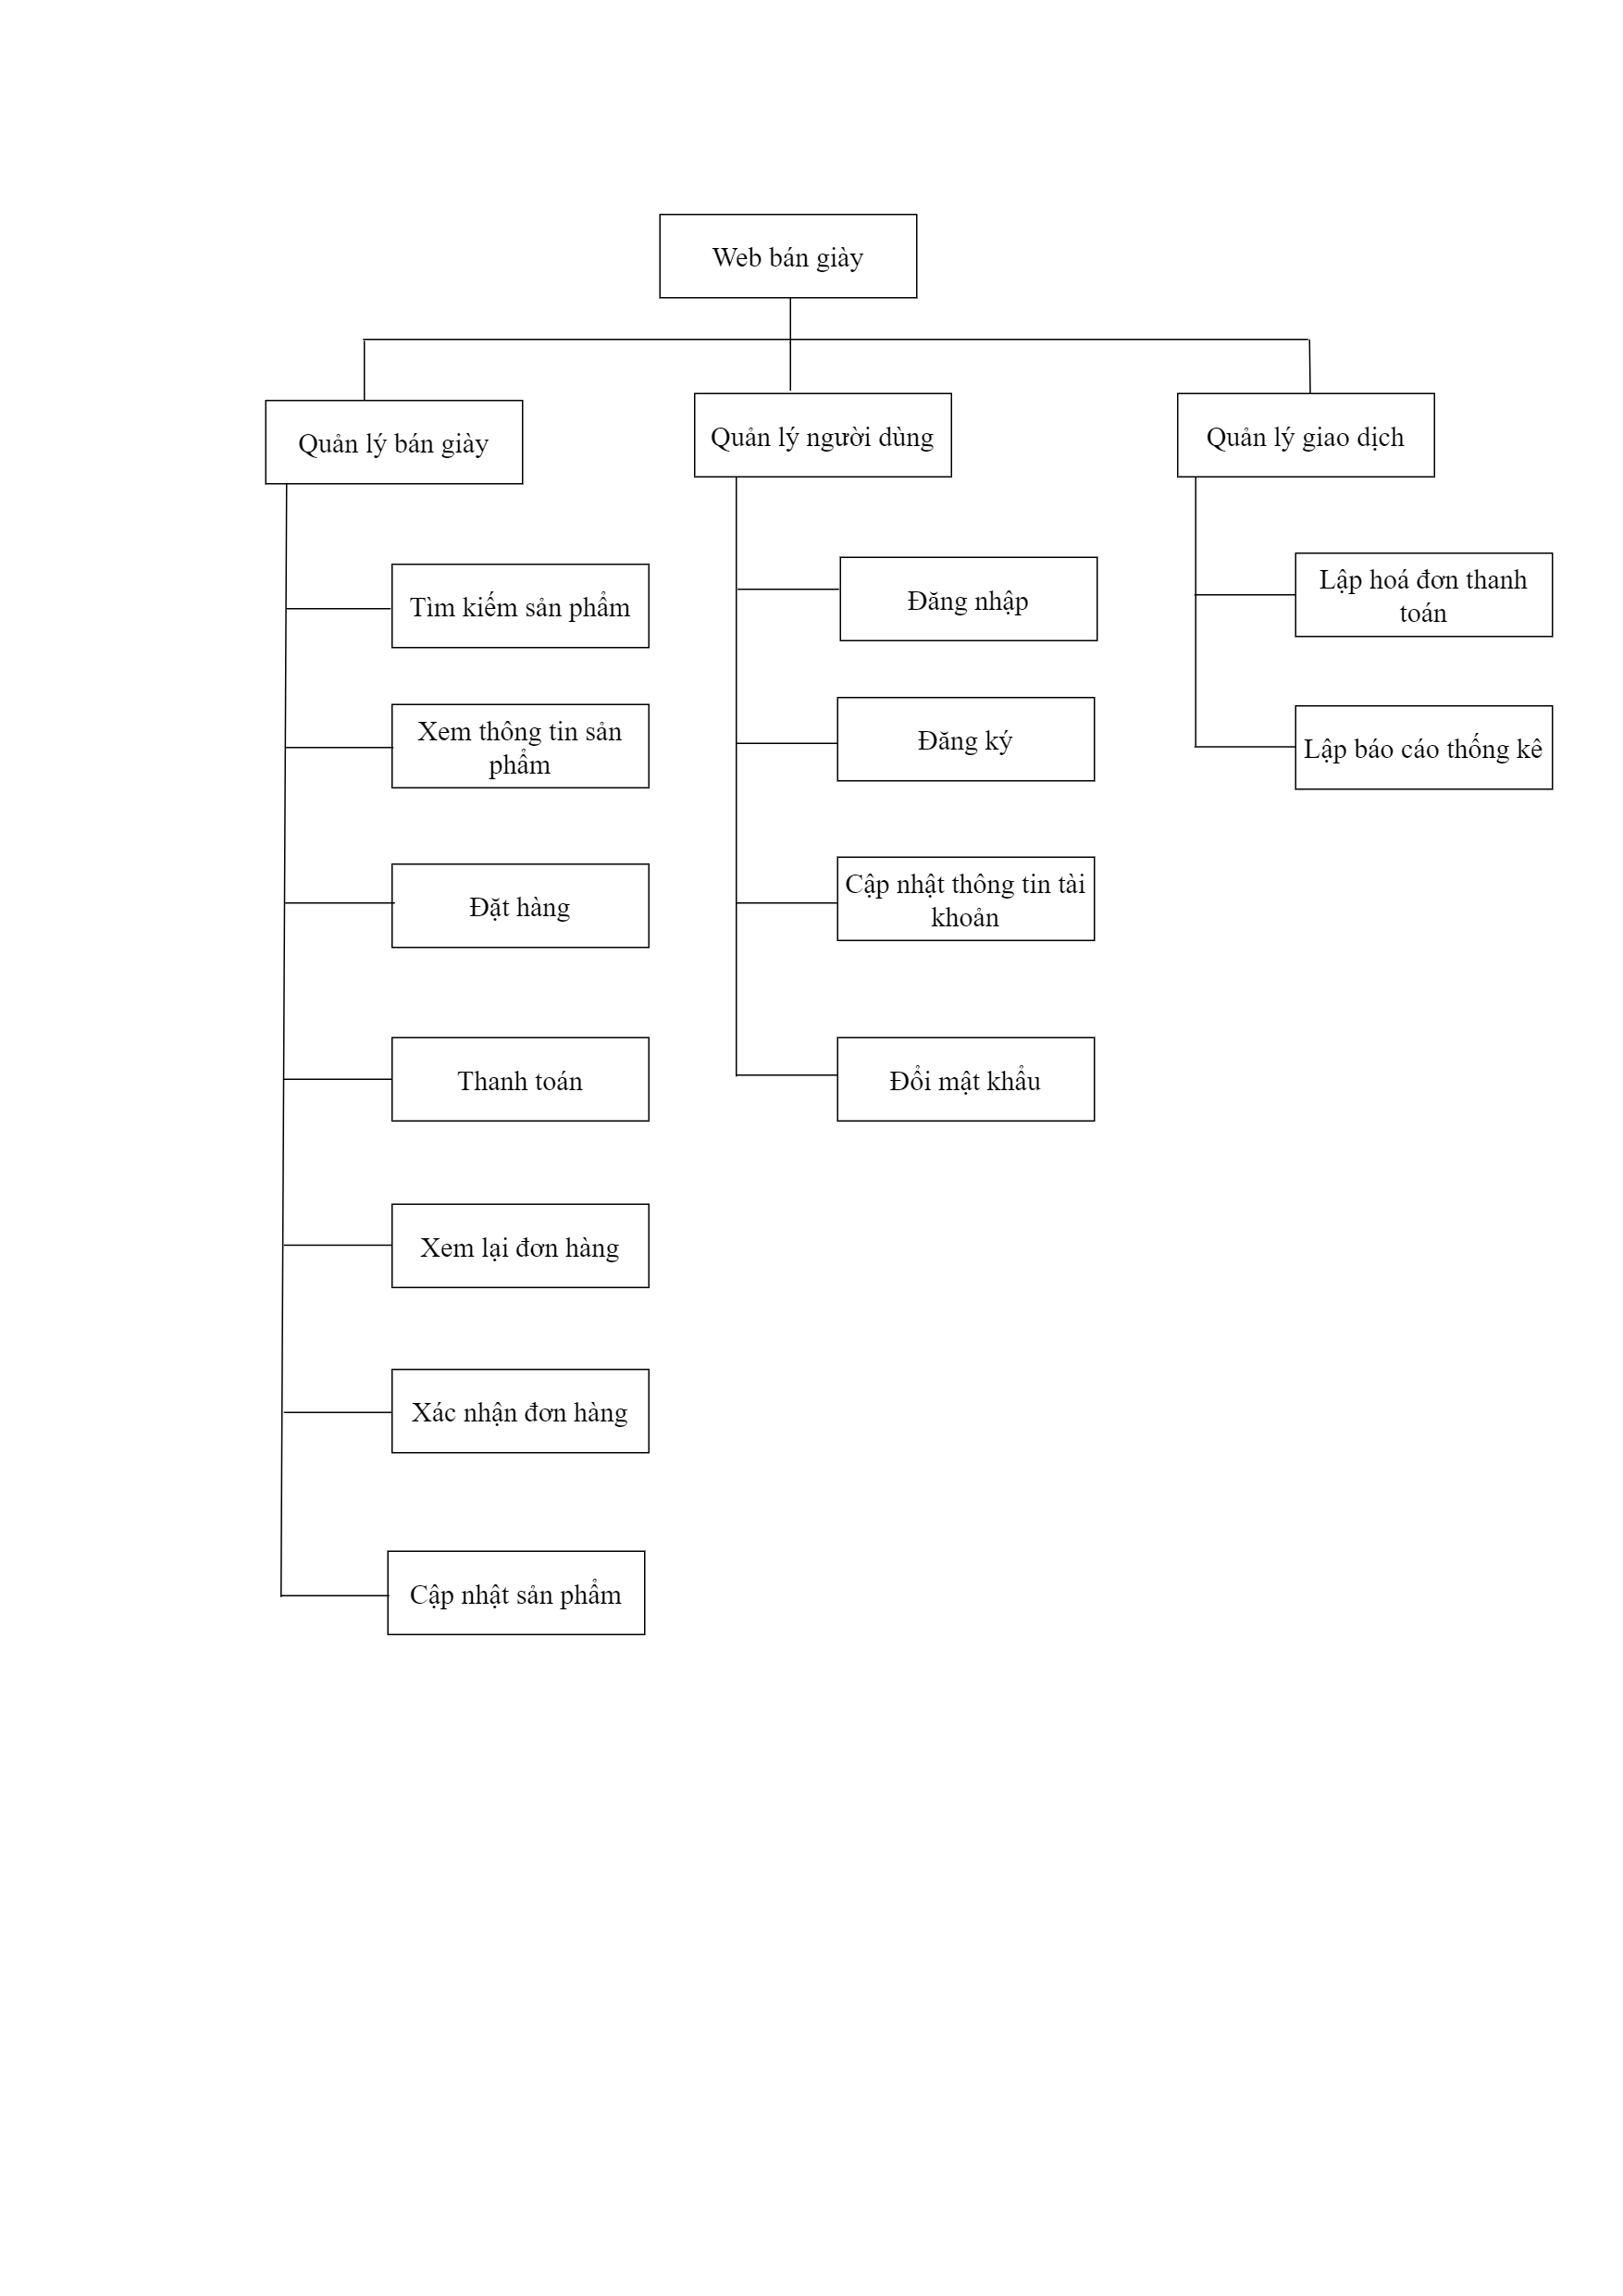 Web bán giày
Quản lý bán giày
Quản lý người dùng
Quản lý giao dịch
Tìm kiếm sản phẩm
Xem thông tin sản
phẩm
Đặt hàng
Thanh toán
Xem lại đơn hàng
Xác nhận đơn hàng
Cập nhật sản phẩm
Đăng nhập
Đăng ký
Cập nhật thông tin tài
khoản
Đổi mật khẩu
Lập hoá đơn thanh
toán
Lập báo cáo thống kê